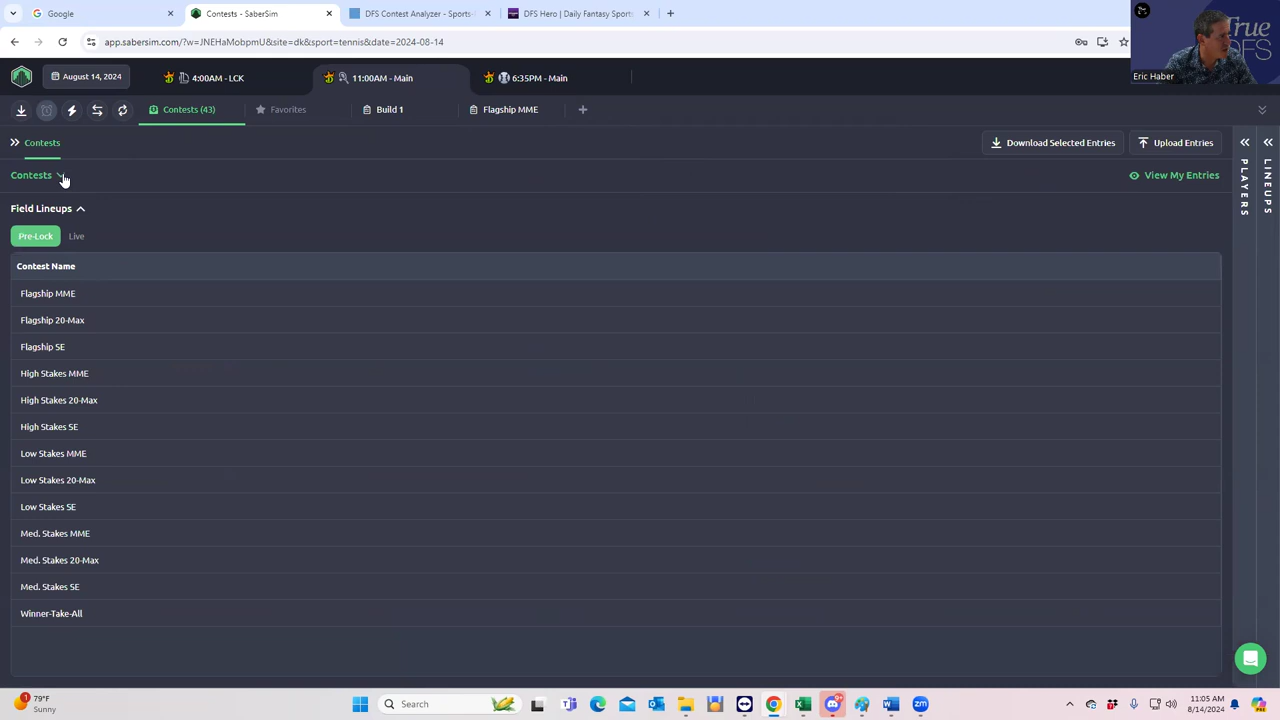 Google
Contests - SaberSim
DFS Contest Analyzer - Sports-
DFS Hero | Daily Fantasy Sports
app.sabersim.com/?w=JNEHaMobpmU&site=dk&sport=tennis&date=2024-08-14
True
DFS
Eric Haber
August 14, 2024
4:00AM - LCK
11:00AM - Main
6:35PM - Main
Contests (43)
Favorites
Build 1
Flagship MME
Contests
Download Selected Entries
Upload Entries
Contests
View My Entries
PLAYERS
LINEUPS
Field Lineups
Pre-Lock
Live
Contest Name
Flagship MME
Flagship 20-Max
Flagship SE
High Stakes MME
High Stakes 20-Max
High Stakes SE
Low Stakes MME
Low Stakes 20-Max
Low Stakes SE
Med. Stakes MME
Med. Stakes 20-Max
Med. Stakes SE
Winner-Take-All
79°F
Sunny
Search
11:05 AM
8/14/2024